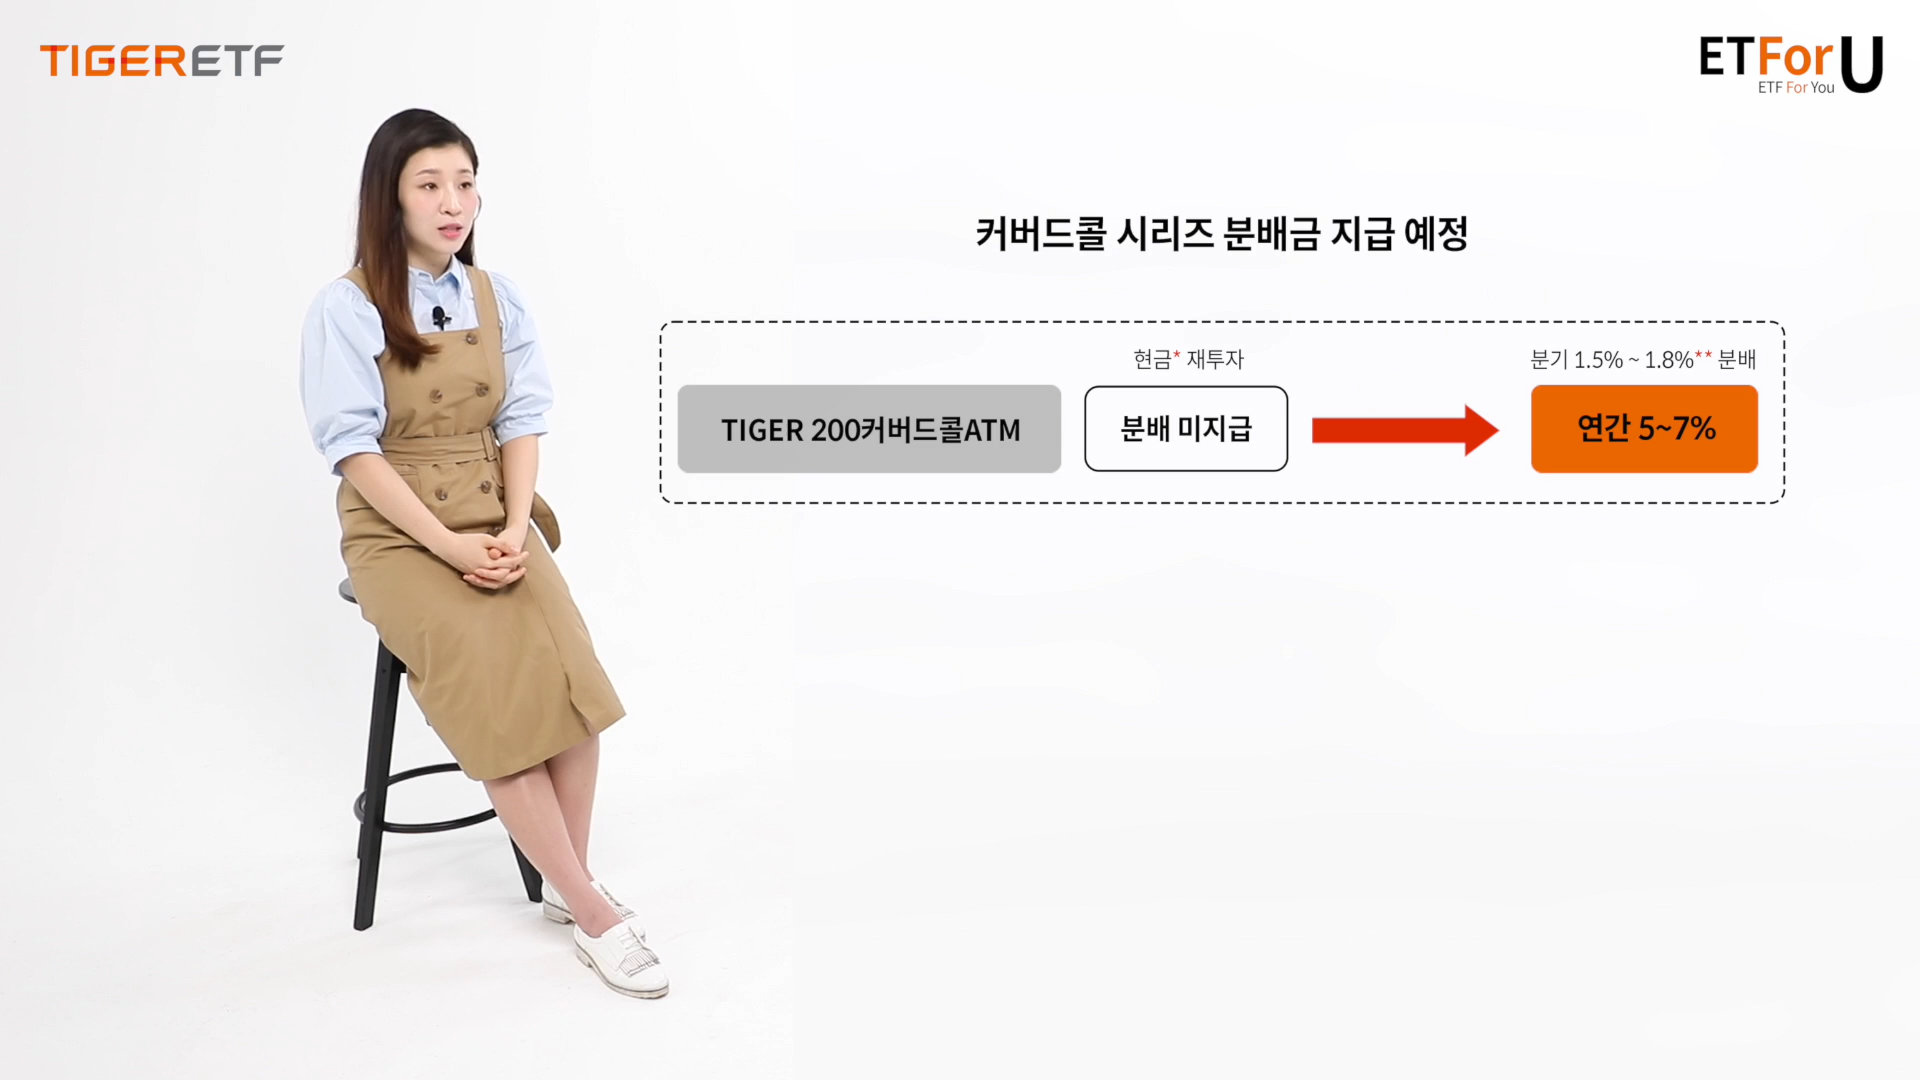 TIGERETF
ETForU
ETF For You
커버드콜 시리즈 분배금 지급 예정
현금* 재투자
분기 1.5% ~ 1.8%** 분배
TIGER 200커버드콜ATM
분배 미지급
연간 5~7%